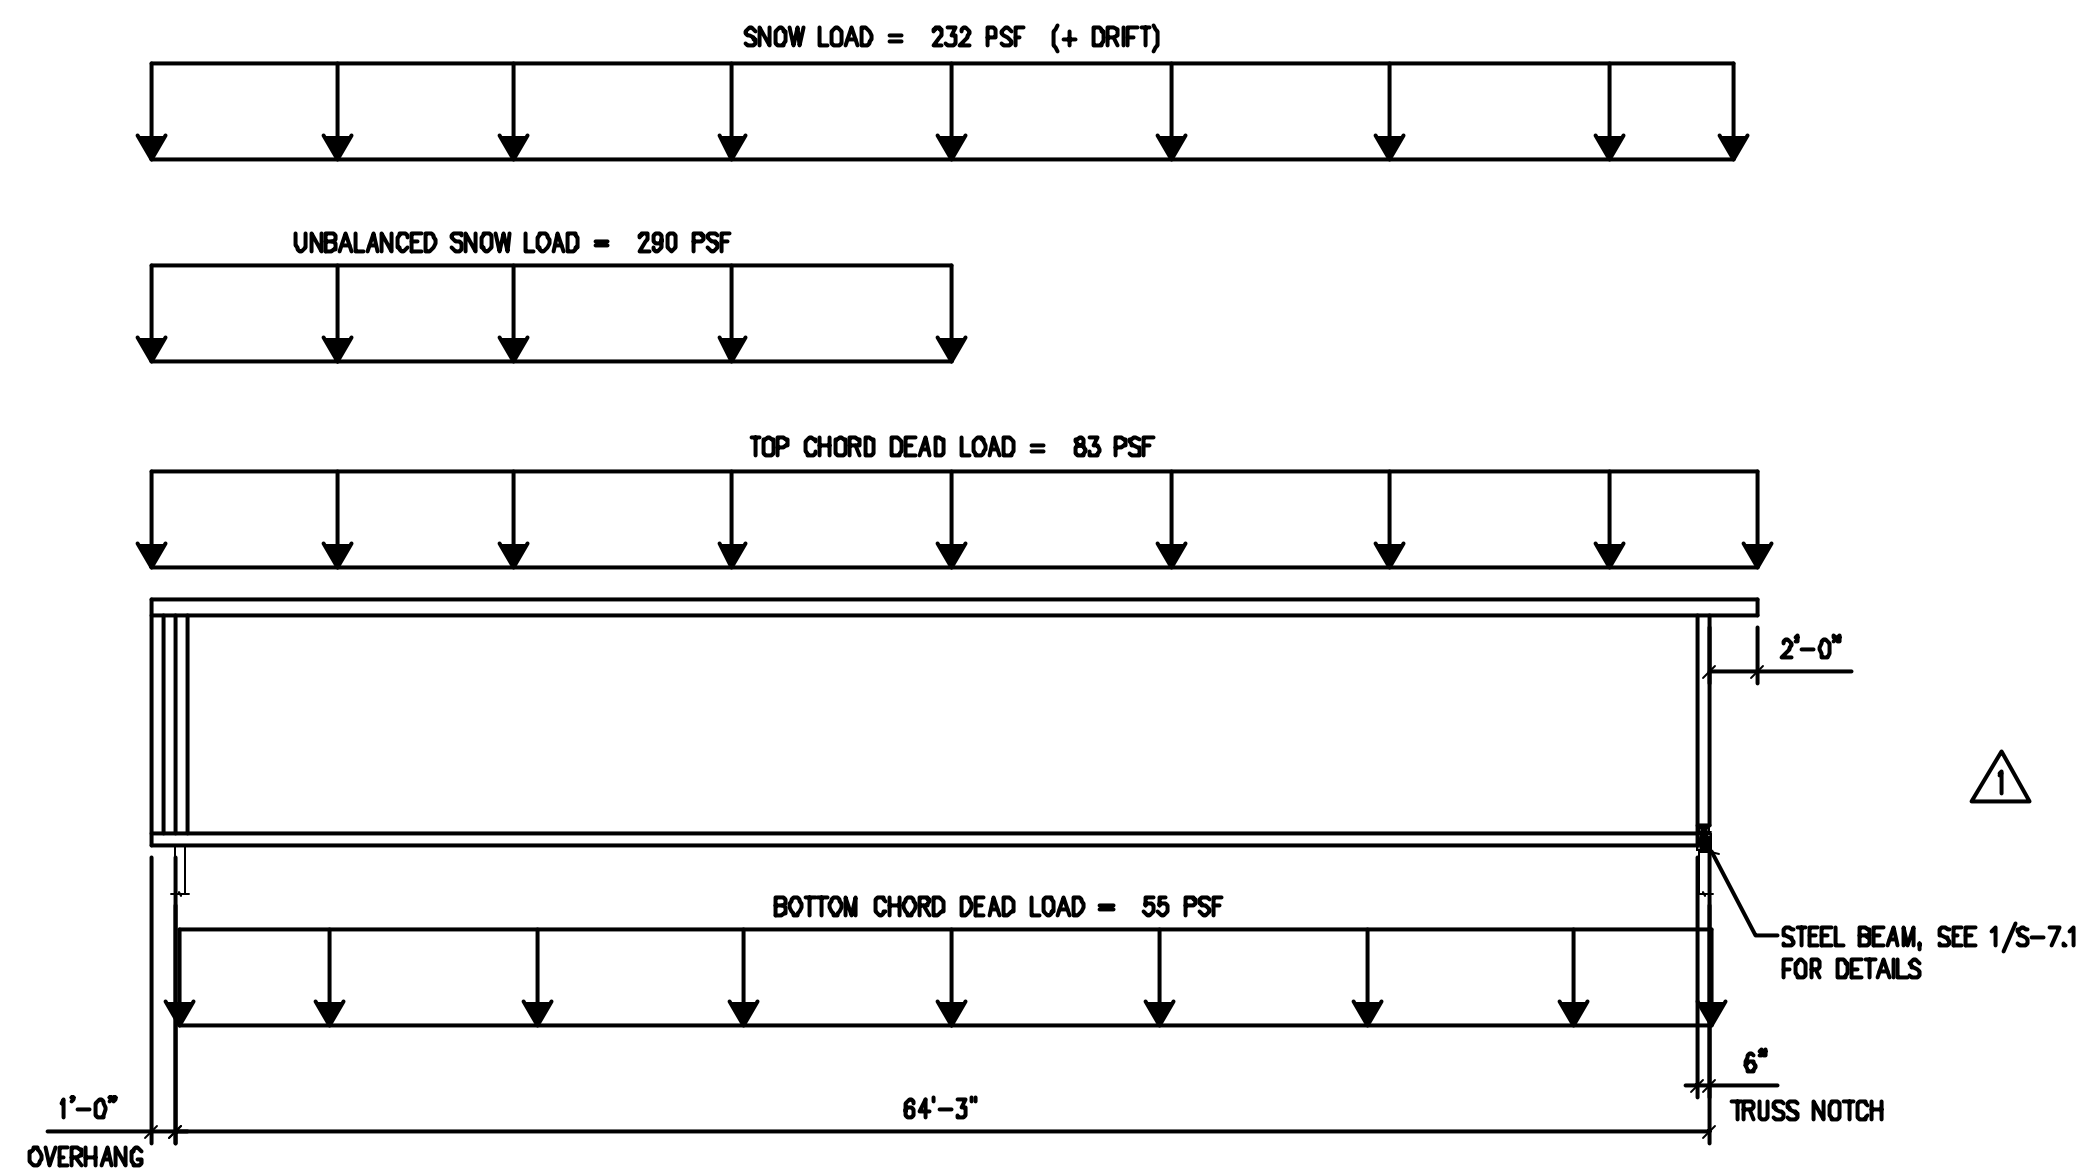 SNOW LOAD = 232 PSF (+ DRIFT)
UNBALANCED SNOW LOAD = 290 PSF
TOP CHORD DEAD LOAD = 83 PSF
2'-0"
1
BOTTOM CHORD DEAD LOAD = 55 PSF
STEEL BEAM, SEE 1/S-7.1
FOR DETAILS
6"
TRUSS NOTCH
1'-0"
64'-3"
OVERHANG